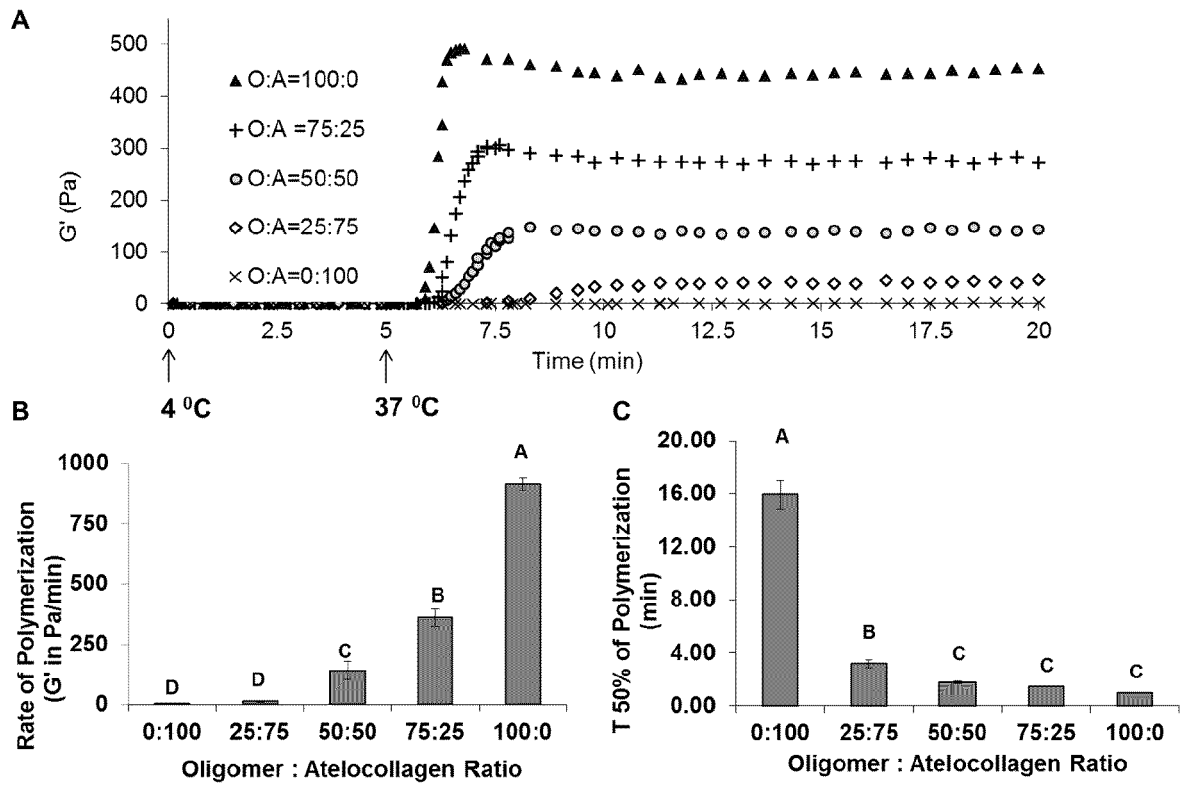 A
500
400
300
200
100
0
G' (Pa)
O:A=100:0
O:A =75:25
O:A=50:50
O:A=25:75
O:A=0:100
0 2.5 5 7.5 10 12.5 15 17.5 20
Time (min)
4 ⁰C
37 ⁰C
B
Rate of Polymerization
(G' in Pa/min)
1000
750
500
250
0
D D C B A
0:100 25:75 50:50 75:25 100:0
Oligomer : Atelocollagen Ratio
C
T 50% of Polymerization
(min)
20.00
16.00
12.00
8.00
4.00
0.00
A B C C C
0:100 25:75 50:50 75:25 100:0
Oligomer : Atelocollagen Ratio